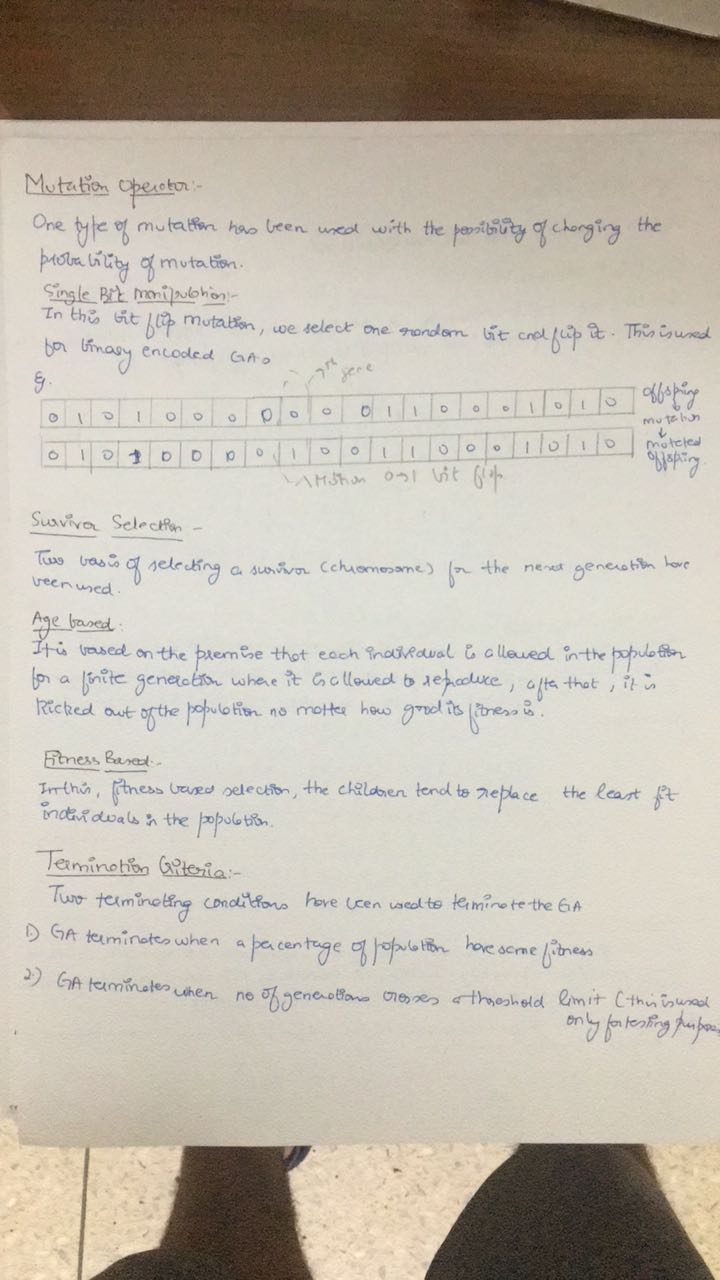 Mutation Operator:-
One type of mutation has been used with the possibility of changing the
probability of mutation.
Single Bit Manipulation:-
In this bit flip mutation, we select one random bit and flip it. This is used
for binary encoded GA.
gene
0 1 0 1 0 0 0 0 0 0 0 1 1 0 0 0 1 0 1 0
offspring
mutation
0 1 0 1 0 0 0 0 1 0 0 1 1 0 0 0 1 0 1 0
mutated
offspring.
0→1 bit flip
Survivor Selection -
Two basis of selecting a survivor (chromosome) for the next generation have
been used.
Age based:
It is based on the premise that each individual is allowed in the population
for a finite generation where it is allowed to reproduce, after that, it is
kicked out of the population no matter how good its fitness is.
Fitness Based:-
In this, fitness based selection, the children tend to replace the least fit
individuals in the population.
Termination Criteria:-
Two terminating conditions have been used to terminate the GA
1) GA terminates when a percentage of population have same fitness
2.) GA terminates when no of generations crosses a threshold limit (this is used
only for testing purpose